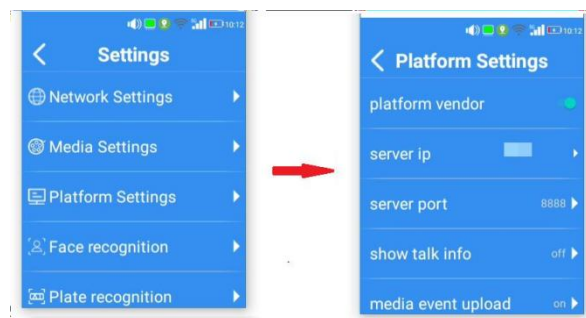 10:12
Settings
Network Settings
Media Settings
Platform Settings
Face recognition
Plate recognition
10:12
Platform Settings
platform vendor
server ip
server port 8888
show talk info off
media event upload on